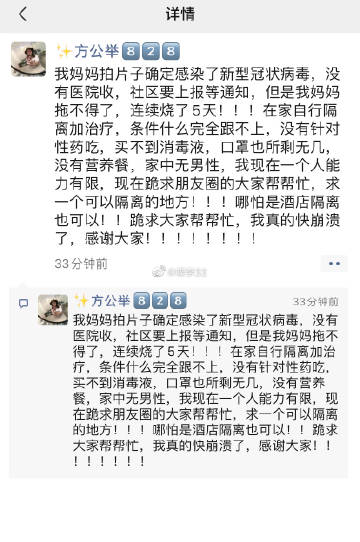 详情
✨方公举8️⃣2️⃣8️⃣
我妈妈拍片子确定感染了新型冠状病毒，没
有医院收，社区要上报等通知，但是我妈妈
拖不得了，连续烧了5天！！！在家自行隔
离加治疗，条件什么完全跟不上，没有针对
性药吃，买不到消毒液，口罩也所剩无几，
没有营养餐，家中无男性，我现在一个人能
力有限，现在跪求朋友圈的大家帮帮忙，求
一个可以隔离的地方！！！哪怕是酒店隔离
也可以！！跪求大家帮帮忙，我真的快崩溃
了，感谢大家！！！！！！！！
33分钟前
✨方公举8️⃣2️⃣8️⃣ 33分钟前
我妈妈拍片子确定感染了新型冠状病毒，没有
医院收，社区要上报等通知，但是我妈妈拖不
得了，连续烧了5天！！！在家自行隔离加治
疗，条件什么完全跟不上，没有针对性药吃，
买不到消毒液，口罩也所剩无几，没有营养
餐，家中无男性，我现在一个人能力有限，现
在跪求朋友圈的大家帮帮忙，求一个可以隔离
的地方！！！哪怕是酒店隔离也可以！！跪求
大家帮帮忙，我真的快崩溃了，感谢大家！！
！！！！！！